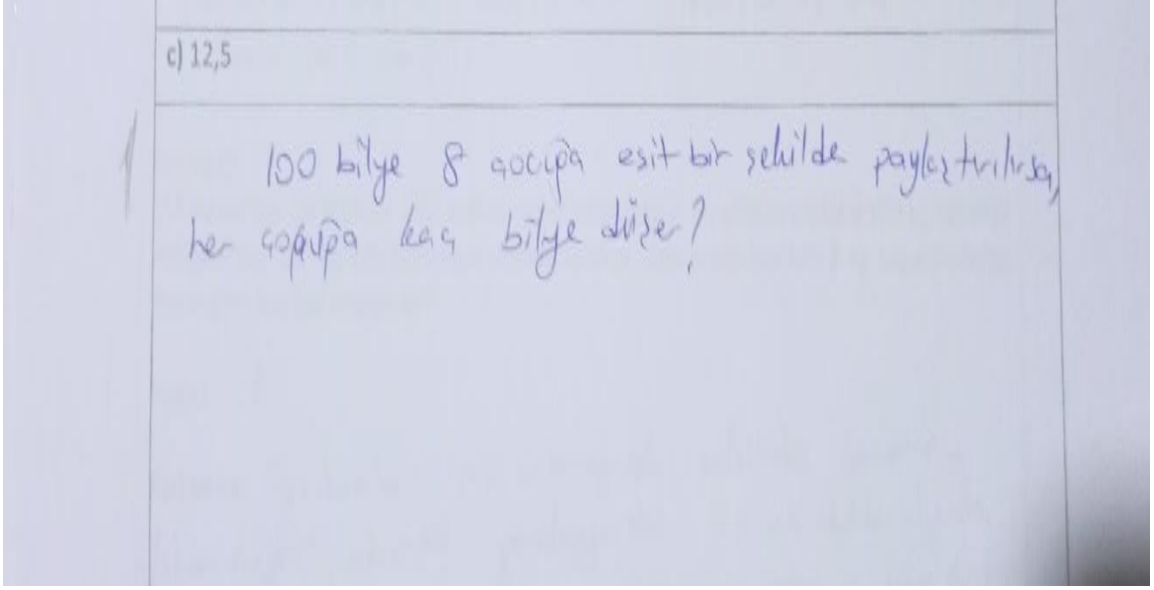 c) 12,5
100 bilye 8 çocuğa eşit bir şekilde paylaştırılırsa,
her çocuğa kaç bilye düşer?